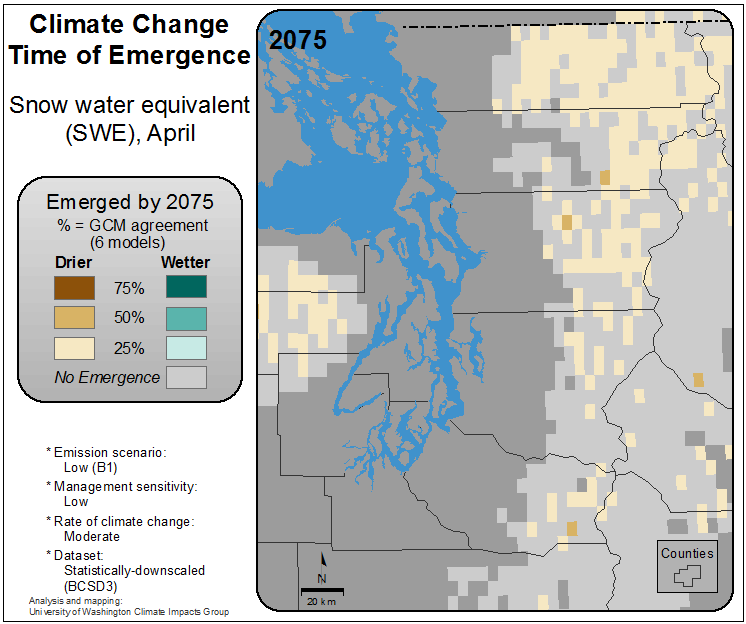 Climate Change
Time of Emergence
Snow water equivalent
(SWE), April
Emerged by 2075
% = GCM agreement
(6 models)
Drier Wetter
75%
50%
25%
No Emergence
* Emission scenario:
Low (B1)
* Management sensitivity:
Low
* Rate of climate change:
Moderate
* Dataset:
Statistically-downscaled
(BCSD3)
Analysis and mapping:
University of Washington Climate Impacts Group
2075
N
20 km
Counties